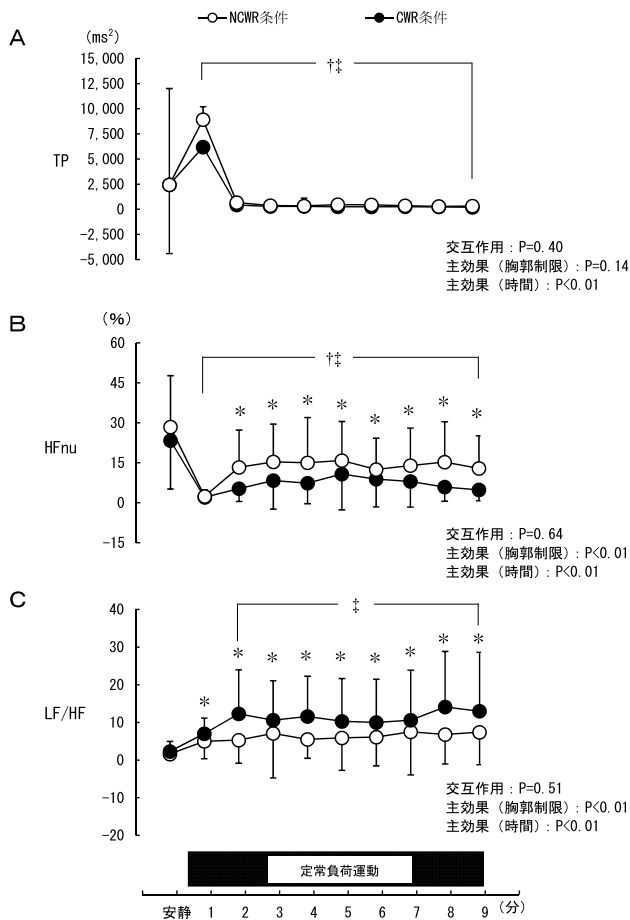 NCWR条件 CWR条件
A
(ms²)
15,000
12,500
10,000
7,500
5,000
2,500
0
-2,500
-5,000
TP
†‡
交互作用：P=0.40
主効果（胸郭制限）：P=0.14
主効果（時間）：P<0.01
B
(%)
60
45
30
15
0
-15
HFnu
†‡
* * * * * * * *
交互作用：P=0.64
主効果（胸郭制限）：P<0.01
主効果（時間）：P<0.01
C
40
30
20
10
0
-10
-20
LF/HF
‡
* * * * * * * * *
交互作用：P=0.51
主効果（胸郭制限）：P<0.01
主効果（時間）：P<0.01
定常負荷運動
安静 1 2 3 4 5 6 7 8 9 (分)